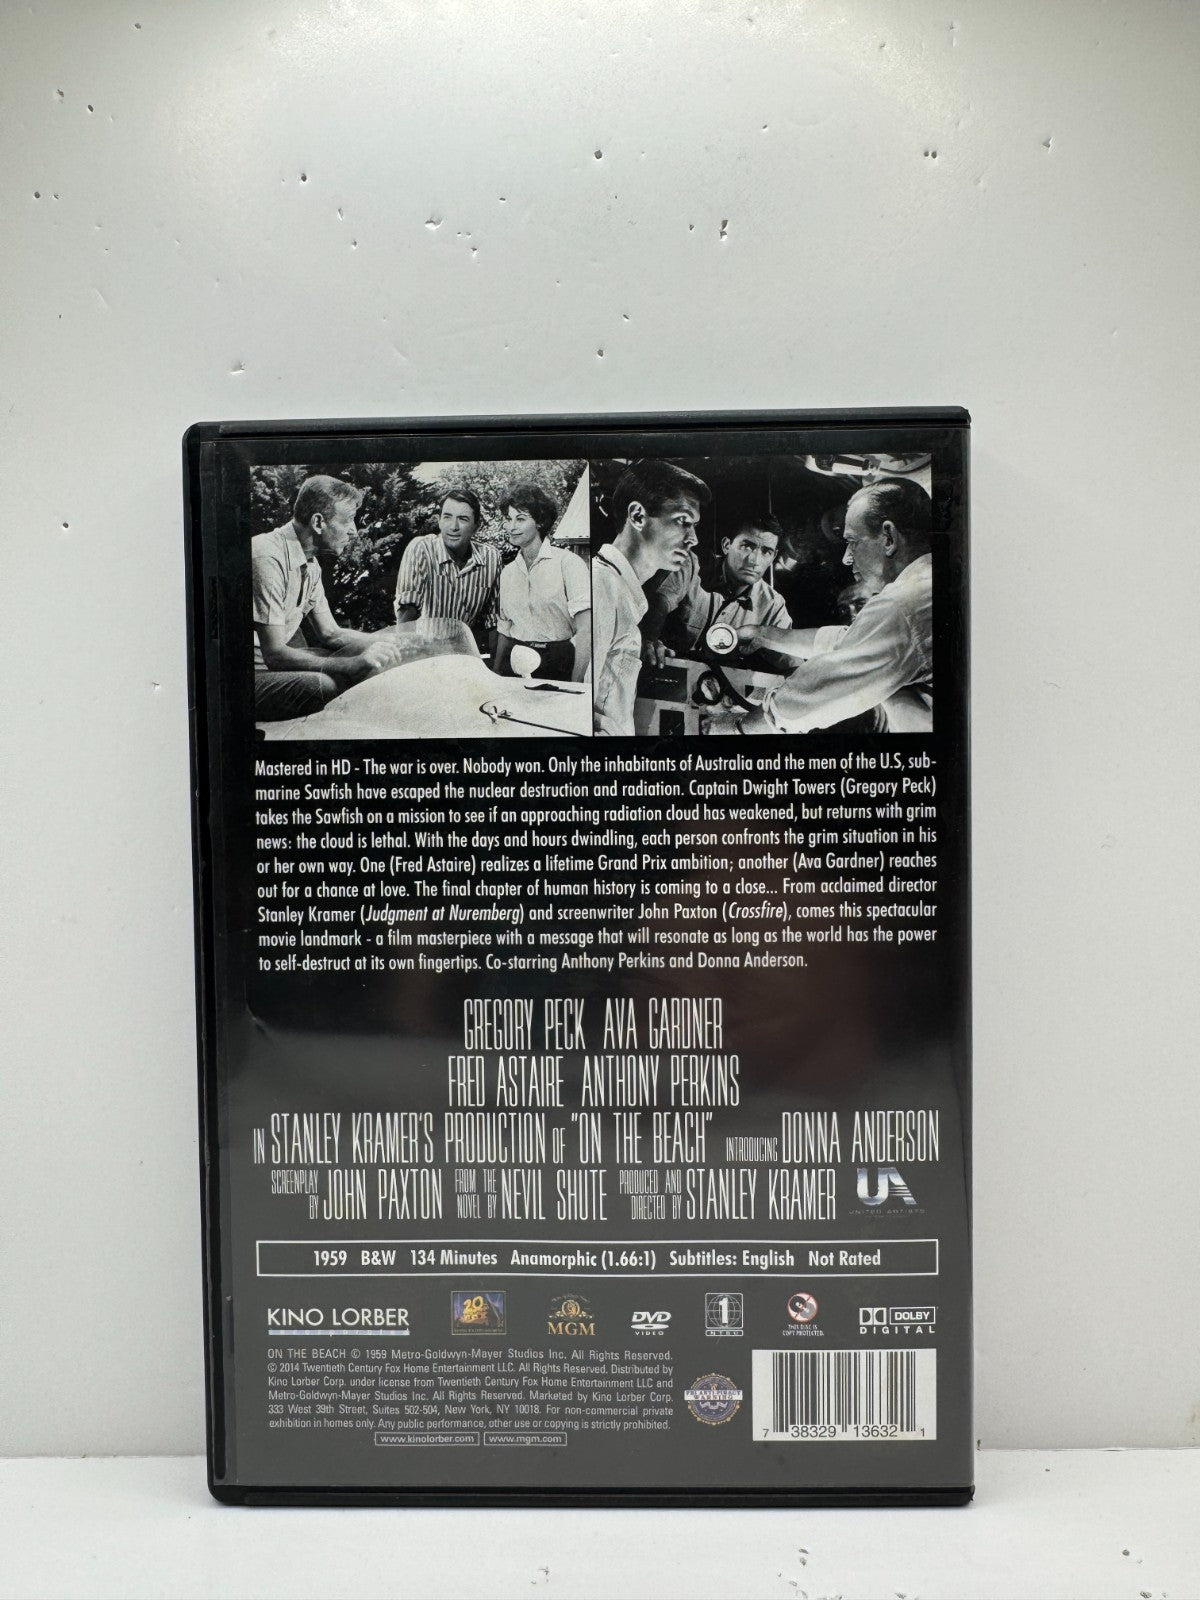 Mastered in HD - The war is over. Nobody won. Only the inhabitants of Australia and the men of the U.S, sub-
marine Sawfish have escaped the nuclear destruction and radiation. Captain Dwight Towers (Gregory Peck)
takes the Sawfish on a mission to see if an approaching radiation cloud has weakened, but returns with grim
news: the cloud is lethal. With the days and hours dwindling, each person confronts the grim situation in his
or her own way. One (Fred Astaire) realizes a lifetime Grand Prix ambition; another (Ava Gardner) reaches
out for a chance at love. The final chapter of human history is coming to a close... From acclaimed director
Stanley Kramer (Judgment at Nuremberg) and screenwriter John Paxton (Crossfire), comes this spectacular
movie landmark - a film masterpiece with a message that will resonate as long as the world has the power
to self-destruct at its own fingertips. Co-starring Anthony Perkins and Donna Anderson.
GREGORY PECK AVA GARDNER
FRED ASTAIRE ANTHONY PERKINS
IN STANLEY KRAMER'S PRODUCTION OF "ON THE BEACH" INTRODUCING DONNA ANDERSON
SCREENPLAY BY JOHN PAXTON FROM THE NOVEL BY NEVIL SHUTE PRODUCED AND DIRECTED BY STANLEY KRAMER UA
UNITED ARTISTS
1959 B&W 134 Minutes Anamorphic (1.66:1) Subtitles: English Not Rated
KINO LORBER
20
FOX
MGM
DVD
VIDEO
1
NTSC
THIS DISC IS
COPY PROTECTED.
DOLBY
DIGITAL
ON THE BEACH © 1959 Metro-Goldwyn-Mayer Studios Inc. All Rights Reserved.
© 2014 Twentieth Century Fox Home Entertainment LLC. All Rights Reserved. Distributed by
Kino Lorber Corp. under license from Twentieth Century Fox Home Entertainment LLC and
Metro-Goldwyn-Mayer Studios Inc. All Rights Reserved. Marketed by Kino Lorber Corp.
333 West 39th Street, Suites 502-504, New York, NY 10018. For non-commercial private
exhibition in homes only. Any public performance, other use or copying is strictly prohibited.
www.kinolorber.com www.mgm.com
FBI ANTI-PIRACY
WARNING
7 38329 13632 1